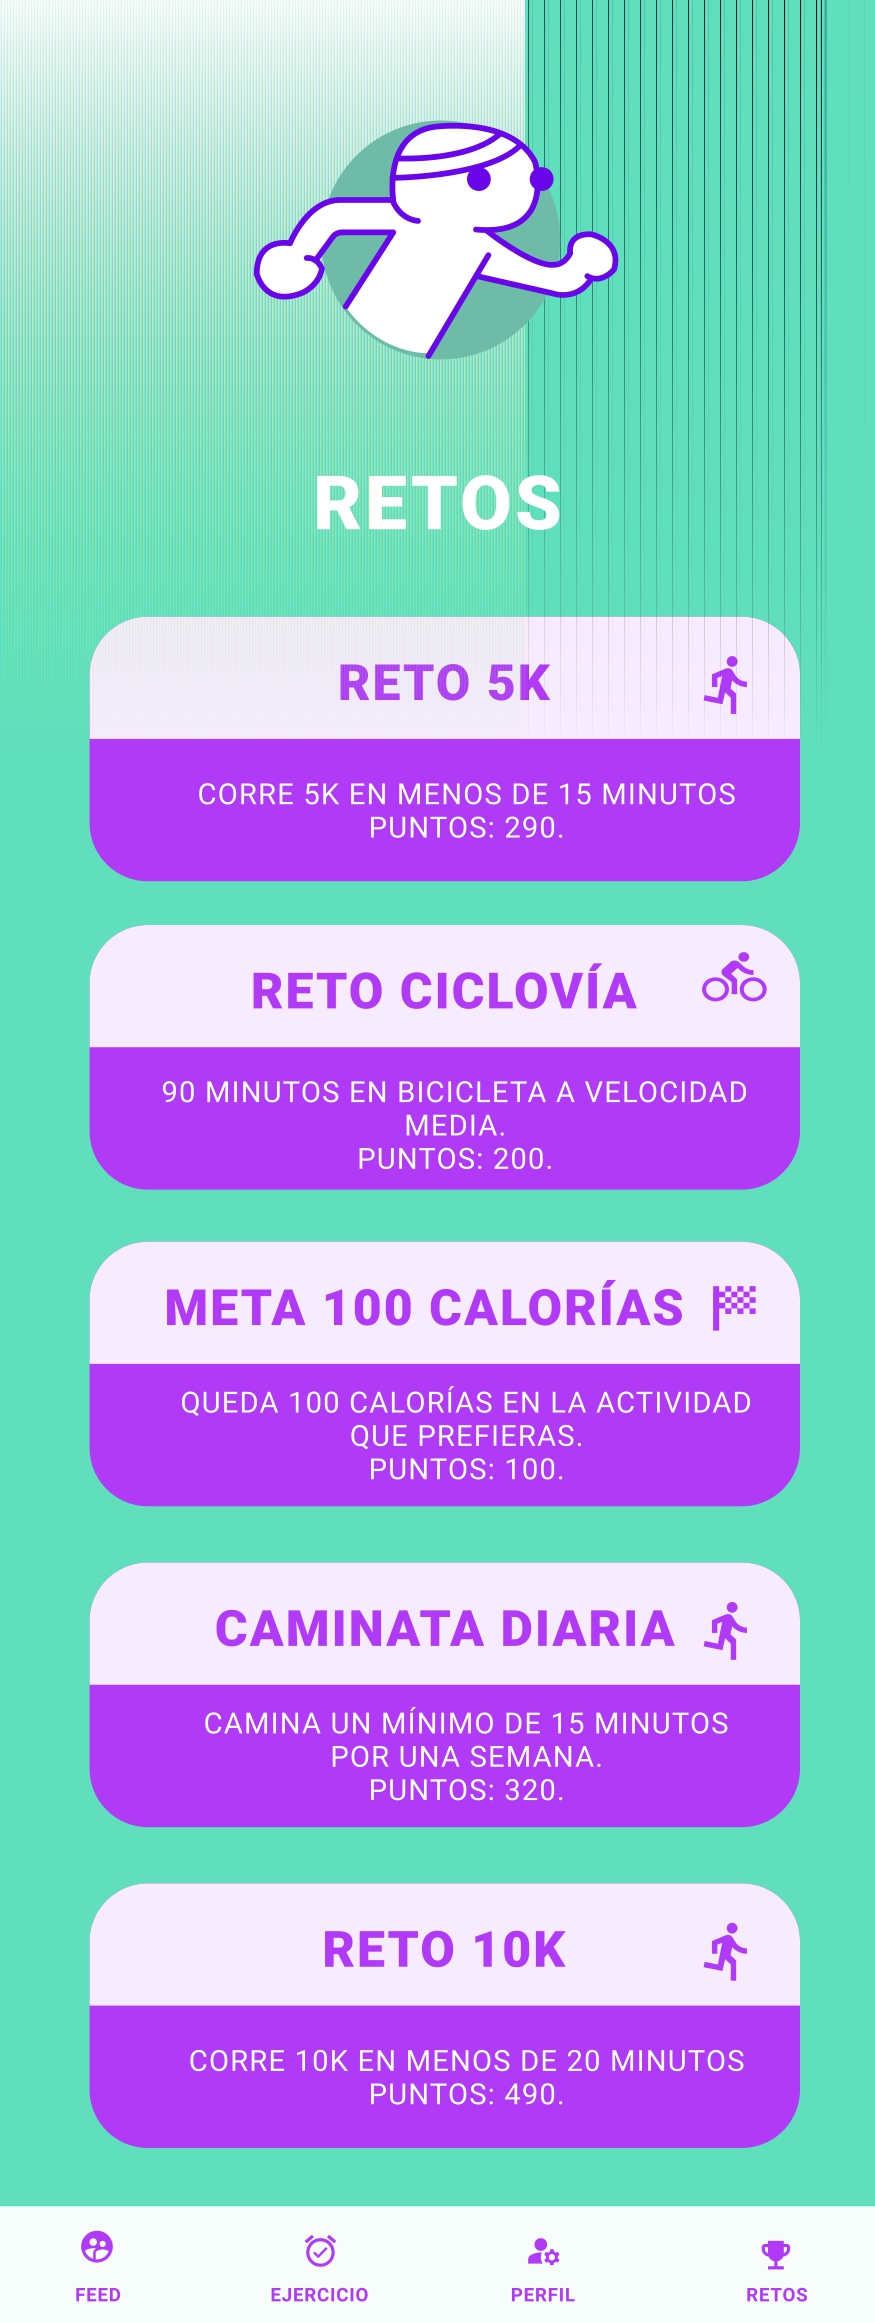 RETOS
RETO 5K
CORRE 5K EN MENOS DE 15 MINUTOS
PUNTOS: 290.
RETO CICLOVÍA
90 MINUTOS EN BICICLETA A VELOCIDAD
MEDIA.
PUNTOS: 200.
META 100 CALORÍAS
QUEDA 100 CALORÍAS EN LA ACTIVIDAD
QUE PREFIERAS.
PUNTOS: 100.
CAMINATA DIARIA
CAMINA UN MÍNIMO DE 15 MINUTOS
POR UNA SEMANA.
PUNTOS: 320.
RETO 10K
CORRE 10K EN MENOS DE 20 MINUTOS
PUNTOS: 490.
FEED EJERCICIO PERFIL RETOS